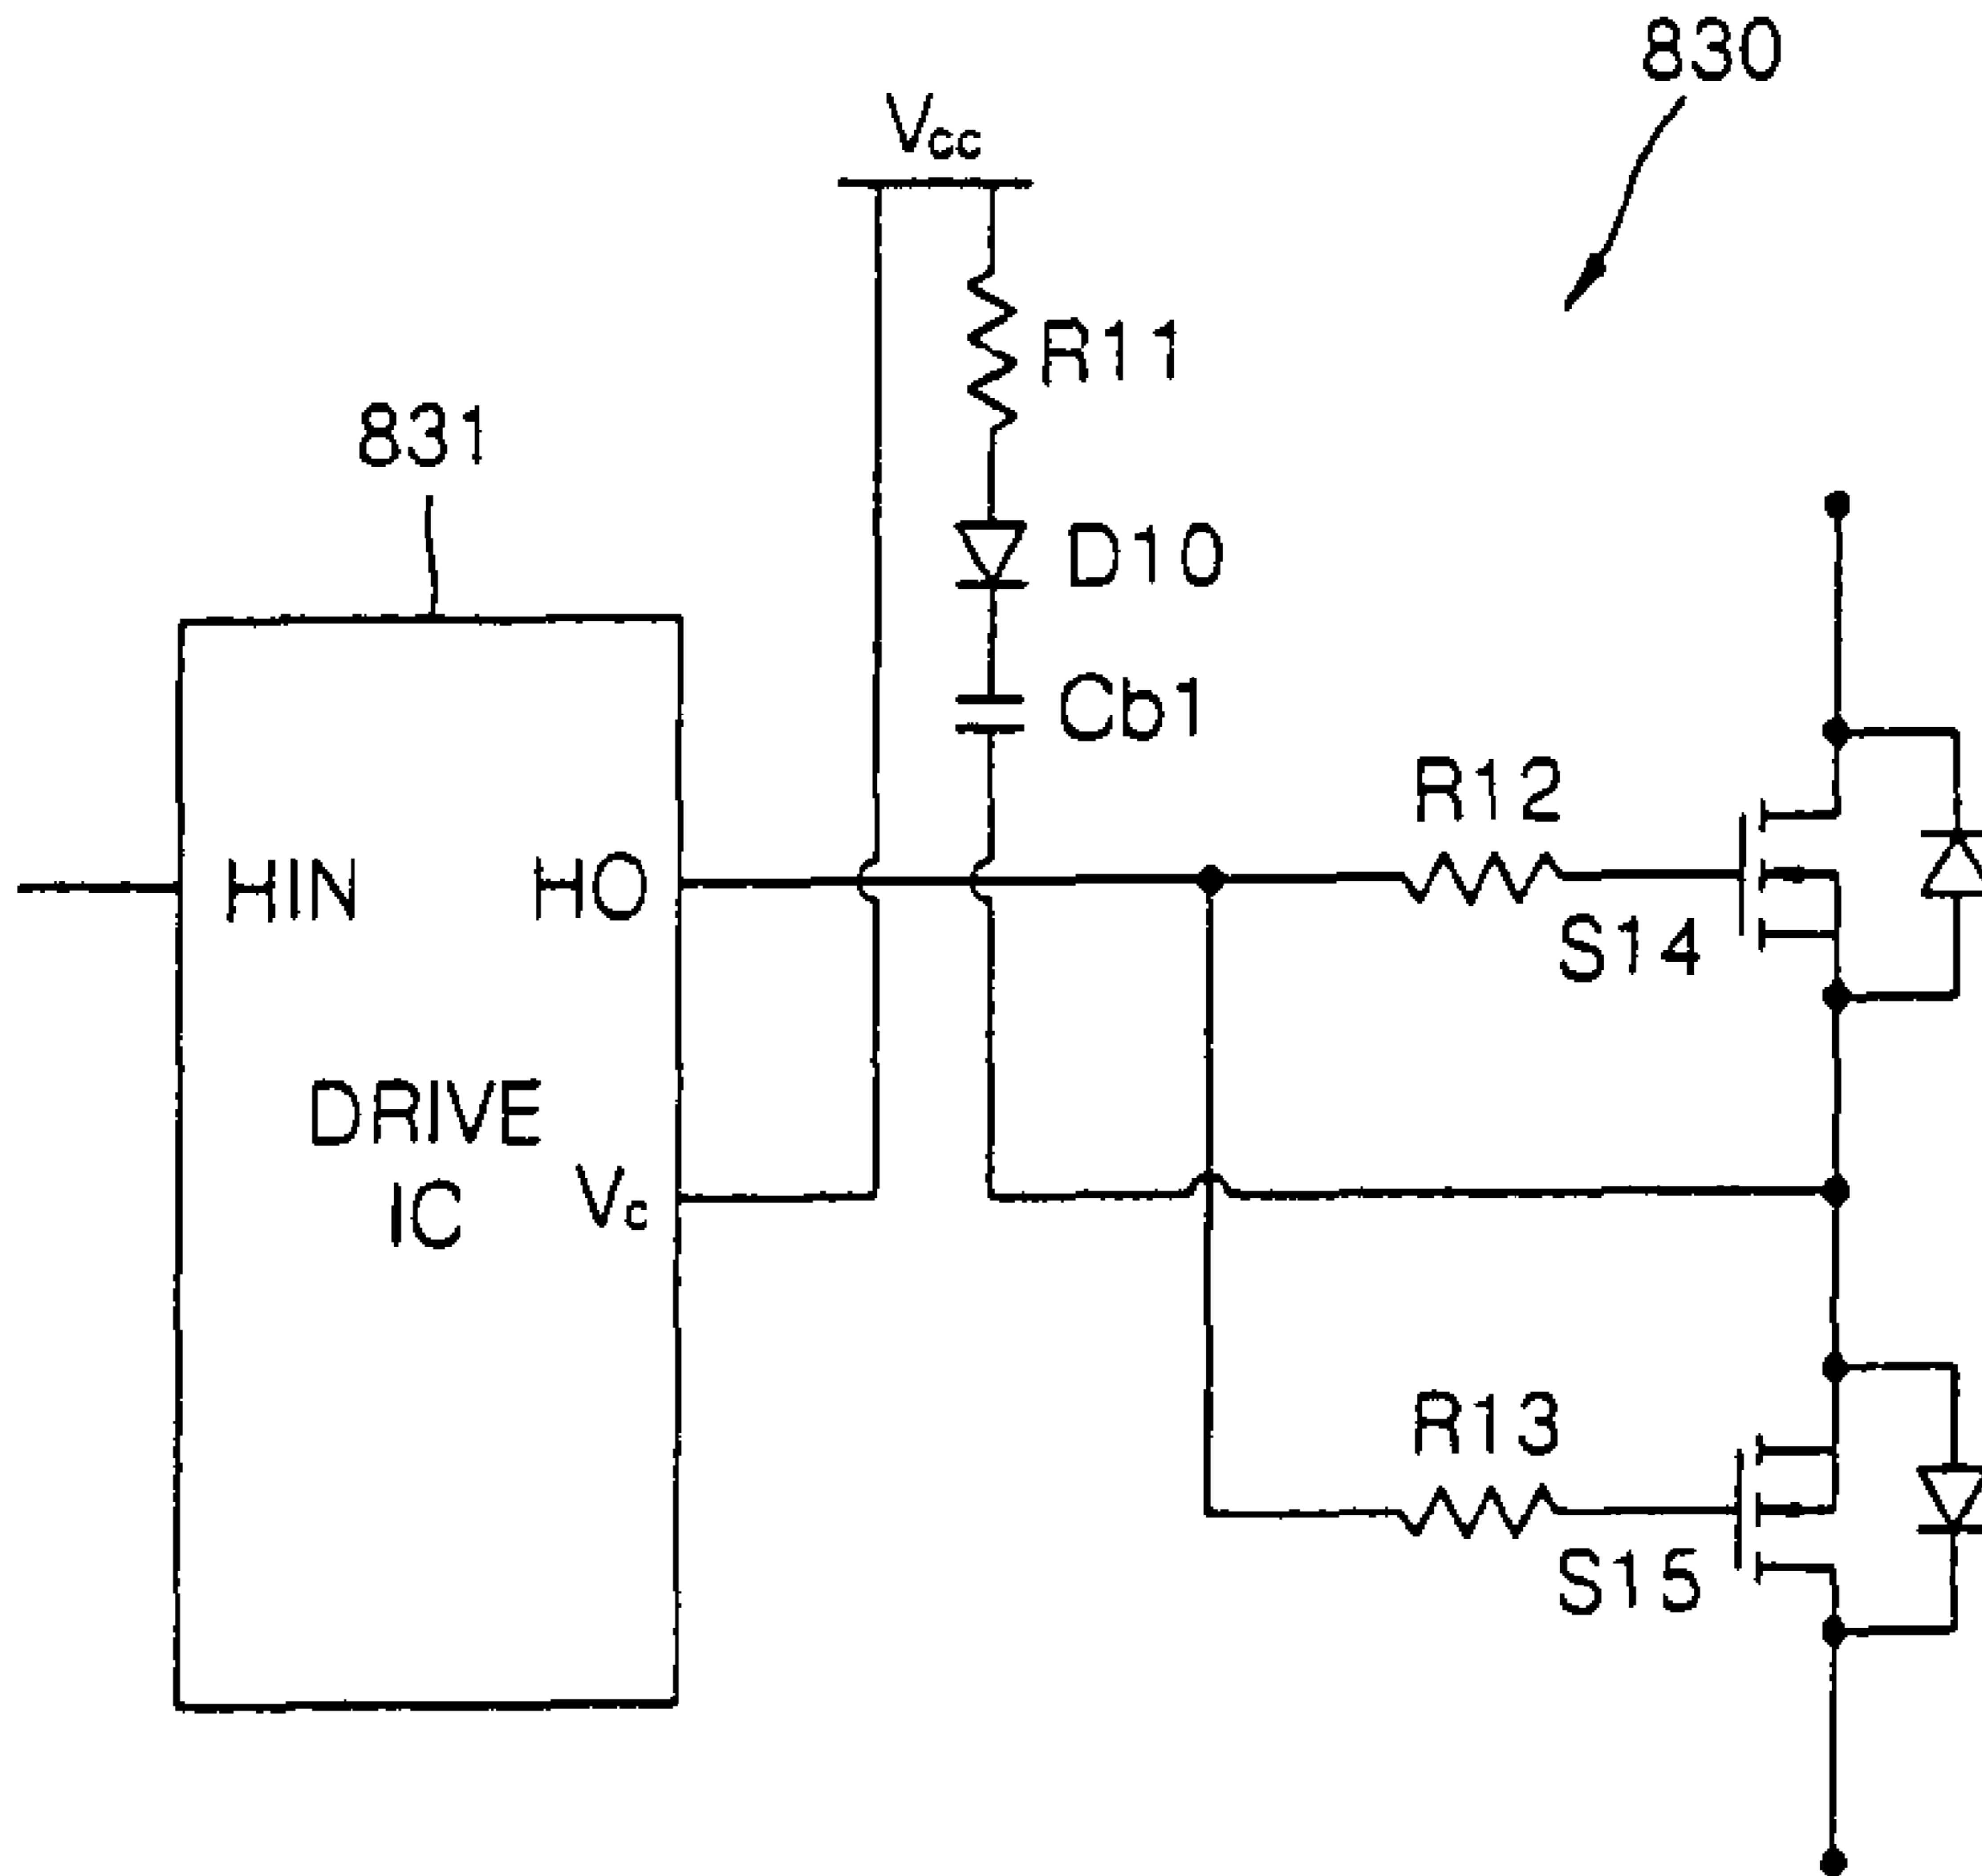 830
Vcc
R11
831
D10
Cb1
R12
HIN
HO
S14
DRIVE
IC
Vc
R13
S15